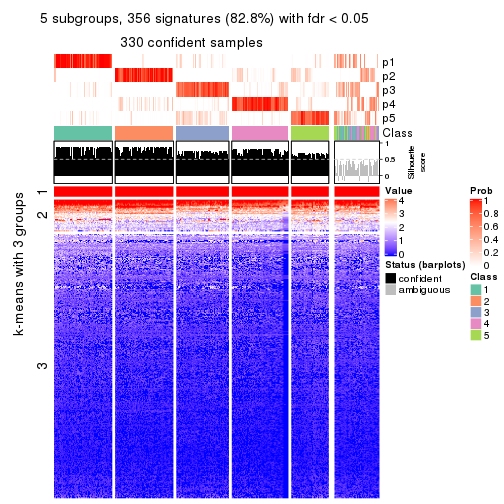 5 subgroups, 356 signatures (82.8%) with fdr < 0.05
330 confident samples
p1
p2
p3
p4
p5
Class
1
0.5
0
Silhouette
score
k-means with 3 groups
1
2
3
Value
4
3
2
1
0
Status (barplots)
confident
ambiguous
Prob
1
0.8
0.6
0.4
0.2
0
Class
1
2
3
4
5